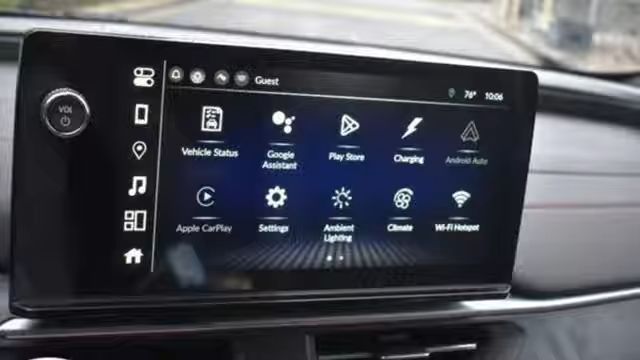 Guest
76° 10:06
VOL
Vehicle Status
Google
Assistant
Play Store
Charging
Android Auto
Apple CarPlay
Settings
Ambient
Lighting
Climate
Wi-Fi Hotspot